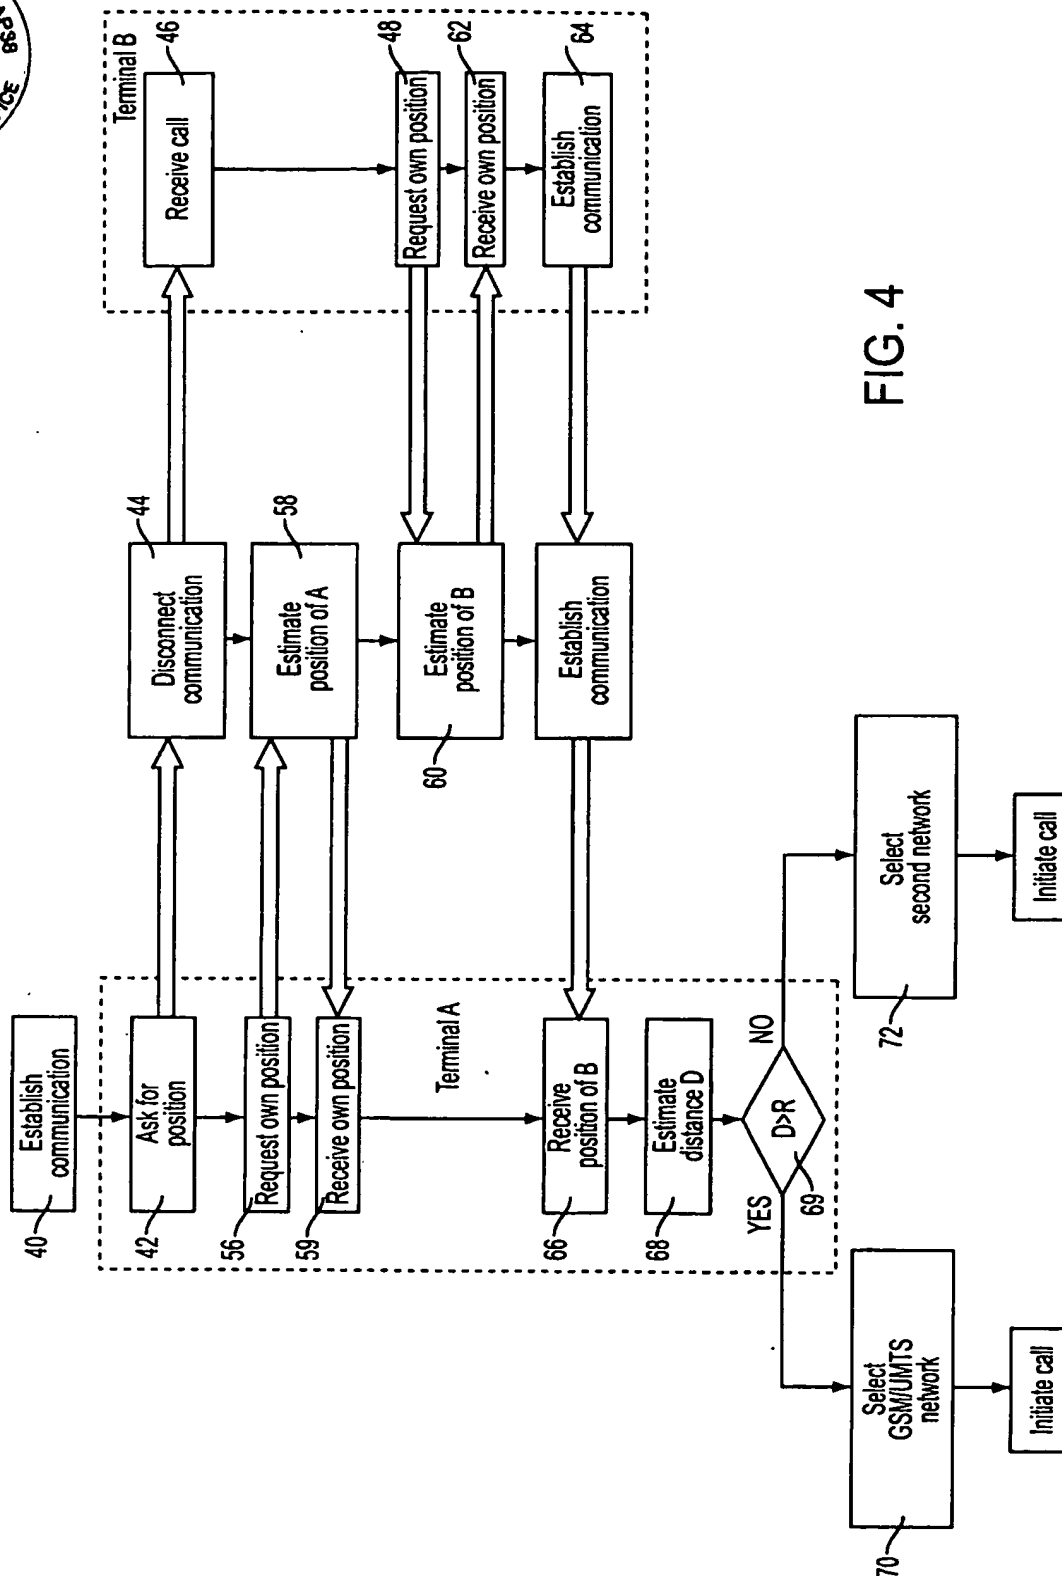 Establish
communication
40
Ask for
position
42
Request own position
56
Receive own position
59
Terminal A
Receive
position of B
66
Estimate
distance D
68
D>R
69
YES
NO
Select
GSM/UMTS
network
70
Initiate call
Select
second network
72
Initiate call
Disconnect
communication
44
Estimate
position of A
58
Estimate
position of B
60
Establish
communication
Terminal B
Receive call
46
Request own position
48
Receive own position
62
Establish
communication
64
FIG. 4